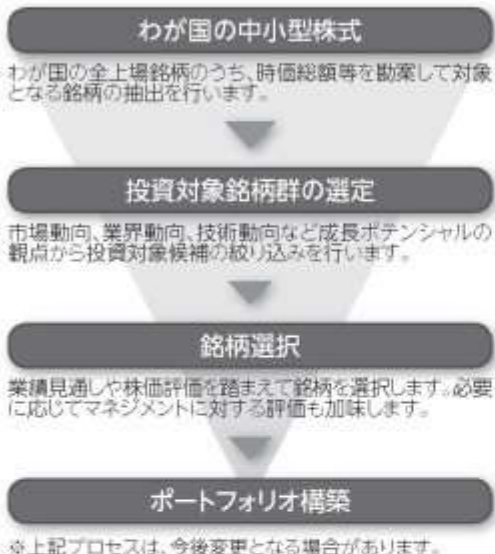 わが国の中小型株式
わが国の全上場銘柄のうち、時価総額等を勘案して対象
となる銘柄の抽出を行います。
投資対象銘柄群の選定
市場動向、業界動向、技術動向など成長ポテンシャルの
観点から投資対象候補の絞り込みを行います。
銘柄選択
業績見通しや株価評価を踏まえて銘柄を選択します。必要
に応じてマネジメントに対する評価も加味します。
ポートフォリオ構築
※上記プロセスは、今後変更となる場合があります。